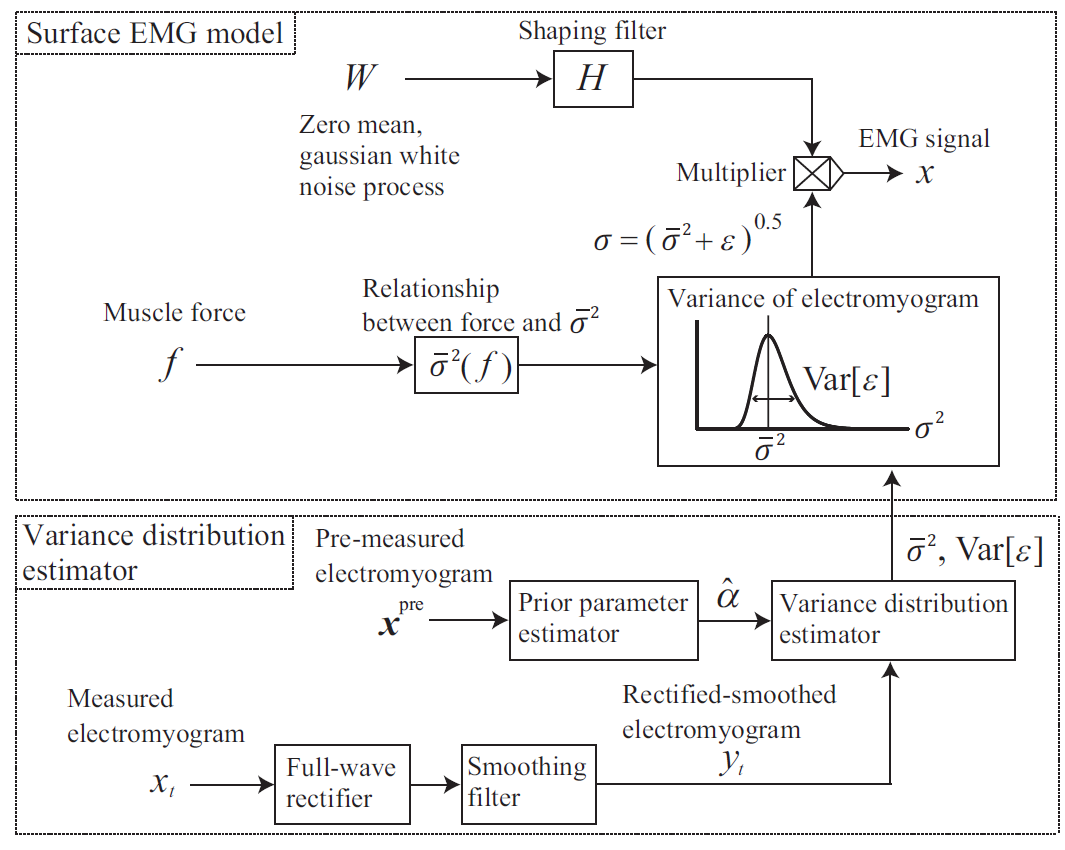 Surface EMG model
Shaping filter
W
H
Zero mean,
gaussian white
noise process
EMG signal
Multiplier
x
σ = (σ̄² + ε)^0.5
Muscle force
f
Relationship
between force and σ̄²
σ̄²(f)
Variance of electromyogram
Var[ε]
σ²
σ̄²
Variance distribution
estimator
σ̄², Var[ε]
Pre-measured
electromyogram
x^pre
Prior parameter
estimator
α̂
Variance distribution
estimator
Measured
electromyogram
x_t
Full-wave
rectifier
Smoothing
filter
Rectified-smoothed
electromyogram
y_t